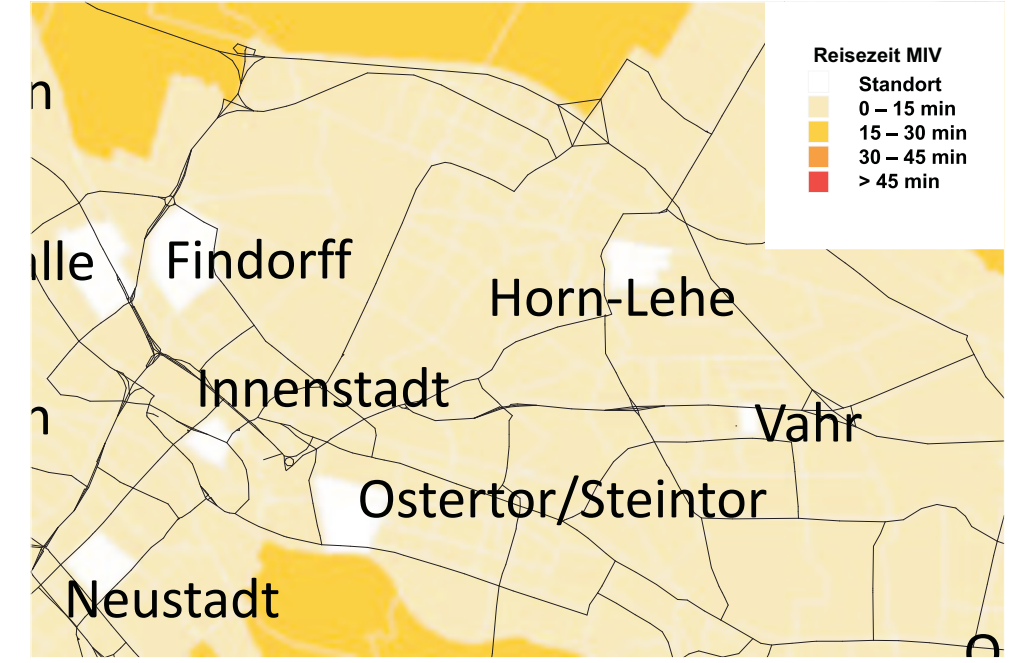 Reisezeit MIV
Standort
0 – 15 min
15 – 30 min
30 – 45 min
> 45 min
n
alle
Findorff
Horn-Lehe
Innenstadt
n
Vahr
Ostertor/Steintor
Neustadt
O